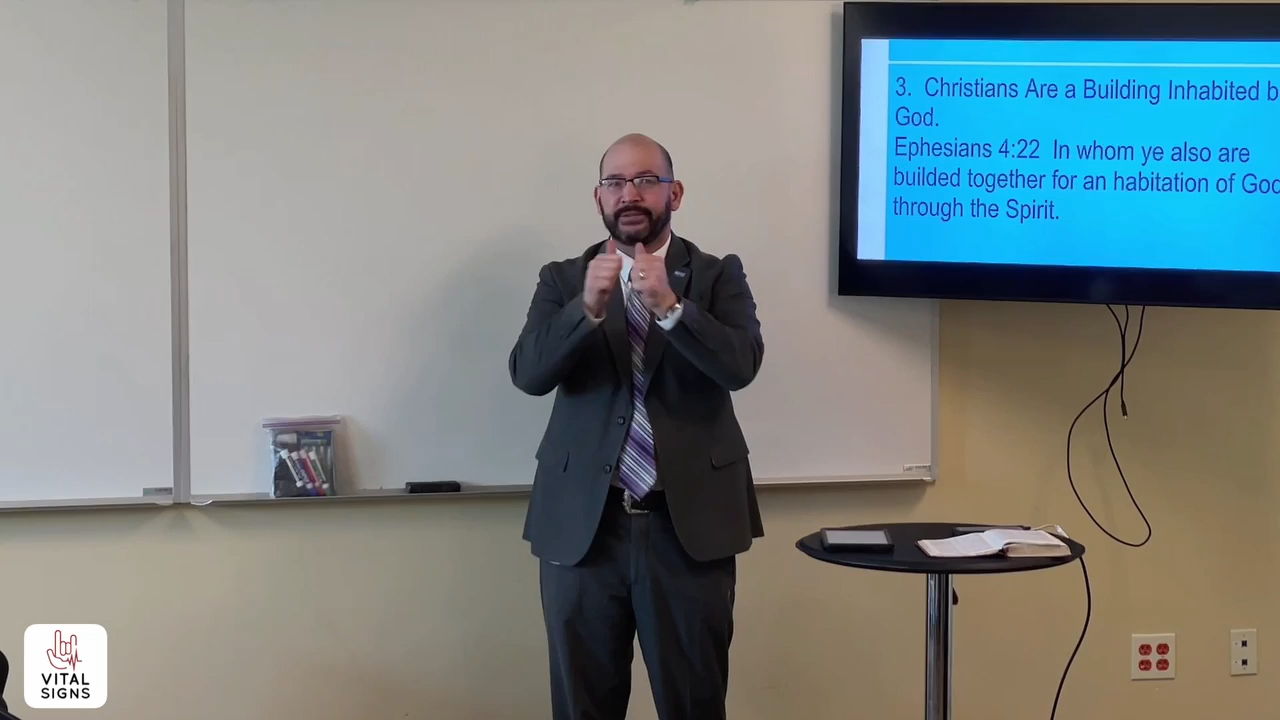 3. Christians Are a Building Inhabited b
God.
Ephesians 4:22 In whom ye also are
builded together for an habitation of God
through the Spirit.
VITAL
SIGNS